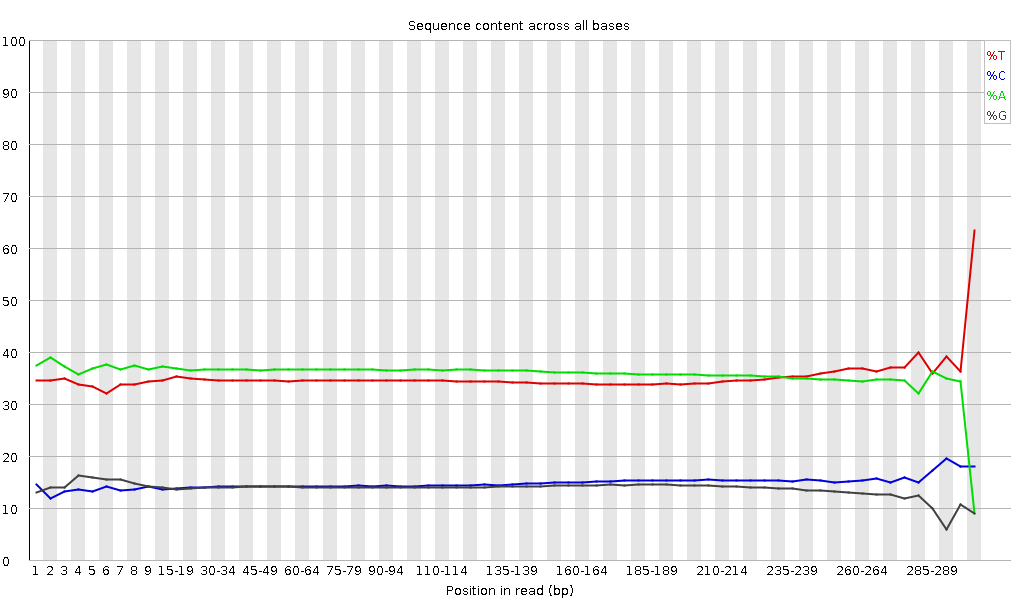 Sequence content across all bases
100
90
80
70
60
50
40
30
20
10
0
%T
%C
%A
%G
1 2 3 4 5 6 7 8 9 15-19 30-34 45-49 60-64 75-79 90-94 110-114 135-139 160-164 185-189 210-214 235-239 260-264 285-289
Position in read (bp)